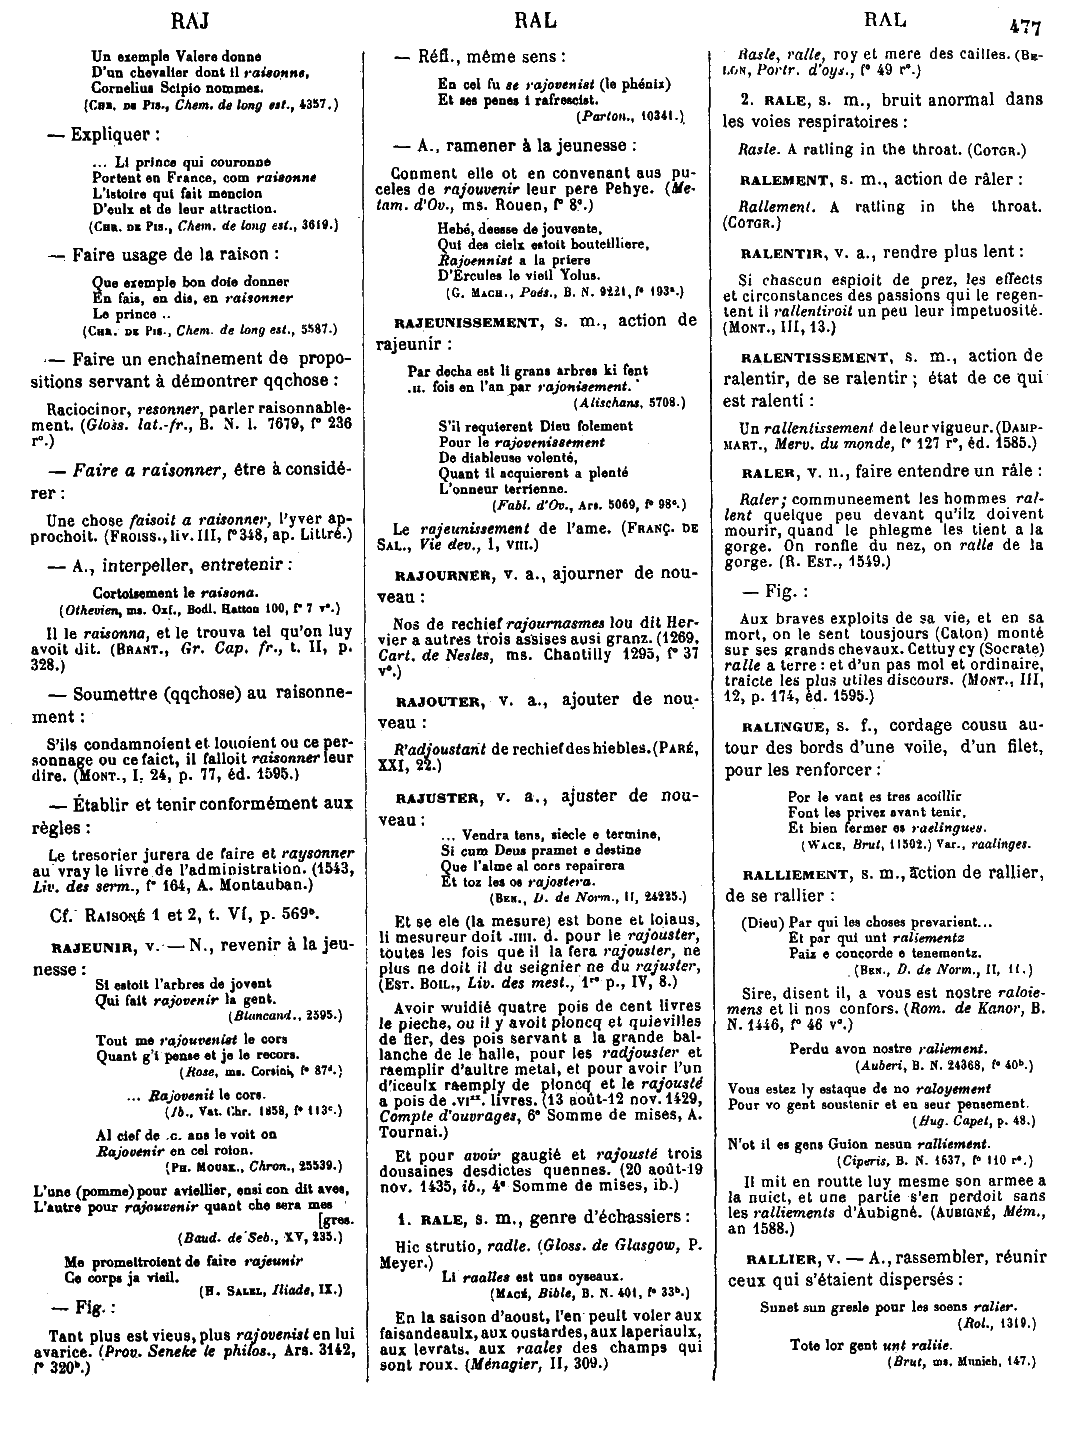 RAJ
RAL
RAL
477
Un exemple Valere donne
D'un chevalier dont il raisonne,
Cornelius Scipio nommez.
(Chr. de Pis., Chem. de long est., 4357.)
— Expliquer :
... Li prince qui couronne
Portent en France, com raisonne
L'istoire qui fait mencion
D'eulx et de leur attraction.
(Chr. de Pis., Chem. de long est., 3619.)
— Faire usage de la raison :
Que exemple bon doie donner
En fais, en dis, en raisonner
Le prince ..
(Chr. de Pis., Chem. de long est., 5587.)
— Faire un enchaînement de propo-
sitions servant à démontrer qqchose :
Raciocinor, resonner, parler raisonnable-
ment. (Gloss. lat.-fr., B. N. l. 7679, f° 236
r°.)
— Faire a raisonner, être à considé-
rer :
Une chose faisoit a raisonner, l'yver ap-
prochoit. (Froiss., liv. III, f° 348, ap. Littré.)
— A., interpeller, entretenir :
Cortoisement le raisona.
(Othevien, ms. Oxf., Bodl. Hatton 100, f° 7 v°.)
Il le raisonna, et le trouva tel qu'on luy
avoit dit. (Brant., Gr. Cap. fr., t. II, p.
328.)
— Soumettre (qqchose) au raisonne-
ment :
S'ils condamnoient et louoient ou ce per-
sonnage ou ce faict, il falloit raisonner leur
dire. (Mont., I, 24, p. 77, éd. 1595.)
— Établir et tenir conformément aux
règles :
Le tresorier jurera de faire et raysonner
au vray le livre de l'administration. (1543,
Liv. des serm., f° 164, A. Montauban.)
Cf. Raisoné 1 et 2, t. VI, p. 569ᵇ.
RAJEUNIR, v. — N., revenir à la jeu-
nesse :
Si estoit l'arbres de jovent
Qui fait rajovenir la gent.
(Blancand., 2595.)
Tout me rajouvenist le cors
Quant g'i pense et je le recors.
(Rose, ms. Corsini, f° 87ᵈ.)
... Rajovenit le cors.
(Ib., Vat. Chr. 1858, f° 113ᶜ.)
Al cief de .c. ans le voit on
Rajovenir en cel roion.
(Ph. Mousk., Chron., 25539.)
L'une (pomme) pour aviellier, ensi con dit aves,
L'autre pour rajouvenir quant che sera mes
[gres.
(Baud. de Seb., XV, 235.)
Me promettroient de faire rajeunir
Ce corps ja vieil.
(H. Salel, Iliade, IX.)
— Fig. :
Tant plus est vieus, plus rajovenist en lui
avarice. (Prov. Seneke le philos., Ars. 3142,
f° 320ᵇ.)
— Réfl., même sens :
En cel fu se rajovenist (le phénix)
Et ses penes i rafrescist.
(Parton., 10341.)
— A., ramener à la jeunesse :
Conment elle ot en convenant aus pu-
celes de rajouvenir leur pere Pehye. (Me-
tam. d'Ov., ms. Rouen, f° 8ᵃ.)
Hebé, deesse de jouvente,
Qui des cielx estoit bouteilliere,
Rajoennist a la priere
D'Ercules le vieil Yolus.
(G. Mach., Poés., B. N. 9221, f° 193ᵃ.)
RAJEUNISSEMENT, s. m., action de
rajeunir :
Par decha est li grans arbres ki fent
.ii. fois en l'an par rajonisement.
(Alischans, 5708.)
S'il requierent Dieu folement
Pour le rajovenissement
De diableuse volenté,
Quant il acquierent a plenté
L'onneur terrienne.
(Fabl. d'Ov., Ars. 5069, f° 98ᵃ.)
Le rajeunissement de l'ame. (Franç. de
Sal., Vie dev., I, viii.)
RAJOURNER, v. a., ajourner de nou-
veau :
Nos de rechief rajournasmes lou dit Her-
vier a autres trois assises ausi granz. (1269,
Cart. de Nesles, ms. Chantilly 1295, f° 37
v°.)
RAJOUTER, v. a., ajouter de nou-
veau :
R'adjoustant de rechief des hiebles. (Paré,
XXI, 22.)
RAJUSTER, v. a., ajuster de nou-
veau :
... Vendra tens, siecle e termine,
Si cum Deus pramet e destine
Que l'alme al cors repairera
Et toz les os rajostera.
(Ben., D. de Norm., II, 24225.)
Et se ele (la mesure) est bone et loiaus,
li mesureur doit .iiii. d. pour le rajouster,
toutes les fois que il la fera rajouster, ne
plus ne doit il du seignier ne du rajuster,
(Est. Boil., Liv. des mest., 1ʳᵉ p., IV, 8.)
Avoir wuidié quatre pois de cent livres
le pieche, ou il y avoit ploncq et quievilles
de fier, des pois servant a la grande bal-
lanche de le halle, pour les radjouster et
raemplir d'aultre metal, et pour avoir l'un
d'iceulx raemply de ploncq et le rajousté
a pois de .viˣˣ. livres. (13 août-12 nov. 1429,
Compte d'ouvrages, 6ᵉ Somme de mises, A.
Tournai.)
Et pour avoir gaugié et rajousté trois
dousaines desdictes quennes. (20 août-19
nov. 1435, ib., 4ᵉ Somme de mises, ib.)
1. RALE, s. m., genre d'échassiers :
Hic strutio, radle. (Gloss. de Glasgow, P.
Meyer.)
Li raalles est uns oyseaux.
(Macé, Bible, B. N. 401, f° 33ᵇ.)
En la saison d'aoust, l'en peult voler aux
faisandeaulx, aux oustardes, aux laperiaulx,
aux levrats, aux raales des champs qui
sont roux. (Ménagier, II, 309.)
Rasle, ralle, roy et mere des cailles. (Be-
lon, Portr. d'oys., f° 49 r°.)
2. RALE, s. m., bruit anormal dans
les voies respiratoires :
Rasle. A ratling in the throat. (Cotgr.)
RALEMENT, s. m., action de râler :
Rallement. A ratling in the throat.
(Cotgr.)
RALENTIR, v. a., rendre plus lent :
Si chascun espioit de prez, les effects
et circonstances des passions qui le regen-
tent il rallentiroit un peu leur impetuosité.
(Mont., III, 13.)
RALENTISSEMENT, s. m., action de
ralentir, de se ralentir ; état de ce qui
est ralenti :
Un rallentissement de leur vigueur. (Damp-
mart., Merv. du monde, f° 127 r°, éd. 1585.)
RALER, v. n., faire entendre un râle :
Raler ; communeement les hommes ral-
lent quelque peu devant qu'ilz doivent
mourir, quand le phlegme les tient a la
gorge. On ronfle du nez, on ralle de la
gorge. (R. Est., 1549.)
— Fig. :
Aux braves exploits de sa vie, et en sa
mort, on le sent tousjours (Caton) monté
sur ses grands chevaux. Cettuy cy (Socrate)
ralle a terre : et d'un pas mol et ordinaire,
traicte les plus utiles discours. (Mont., III,
12, p. 174, éd. 1595.)
RALINGUE, s. f., cordage cousu au-
tour des bords d'une voile, d'un filet,
pour les renforcer :
Por le vant es tres acoillir
Font les privez avant tenir,
Et bien fermer es raelingues.
(Wace, Brut, 11502.) Var., raalinges.
RALLIEMENT, s. m., action de rallier,
de se rallier :
(Dieu) Par qui les choses prevarient...
Et par qui unt raliementz
Paiz e concorde e tenementz.
(Ben., D. de Norm., II, 11.)
Sire, disent il, a vous est nostre raloie-
mens et li nos confors. (Rom. de Kanor, B.
N. 1446, f° 46 v°.)
Perdu avon nostre raliement.
(Auberi, B. N. 24368, f° 40ᵇ.)
Vous estez ly estaque de no raloyement
Pour vo gent soustenir et en seur pensement.
(Hug. Capet, p. 48.)
N'ot il es gens Guion nesun ralliement.
(Ciperis, B. N. 1637, f° 110 r°.)
Il mit en routte luy mesme son armee a
la nuict, et une partie s'en perdoit sans
les ralliements d'Aubigné. (Aubigné, Mém.,
an 1588.)
RALLIER, v. — A., rassembler, réunir
ceux qui s'étaient dispersés :
Sunet sun gresle pour les soens ralier.
(Rol., 1319.)
Tote lor gent unt raliie.
(Brut, ms. Munich, 147.)